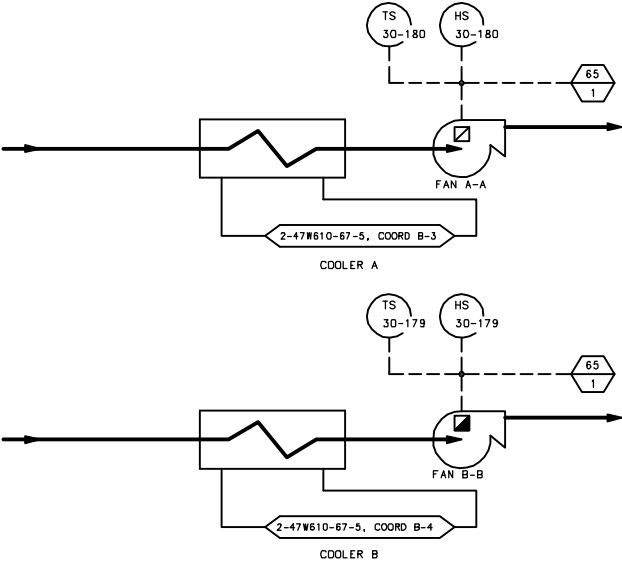 TS
30-180
HS
30-180
65
1
FAN A-A
2-47W610-67-5, COORD B-3
COOLER A
TS
30-179
HS
30-179
65
1
FAN B-B
2-47W610-67-5, COORD B-4
COOLER B